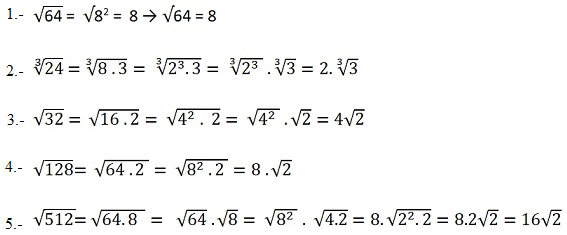 1.- √64 = √8² = 8 → √64 = 8
2.- ∛24 = ∛8 .3 = ∛2³.3 = ∛2³ . ∛3 = 2. ∛3
3.- √32 = √16 . 2 = √4² . 2 = √4² . √2 = 4√2
4.- √128= √64 . 2 = √8² . 2 = 8 . √2
5.- √512= √64. 8 = √64 . √8 = √8² . √4.2 = 8. √2². 2 = 8.2√2 = 16√2